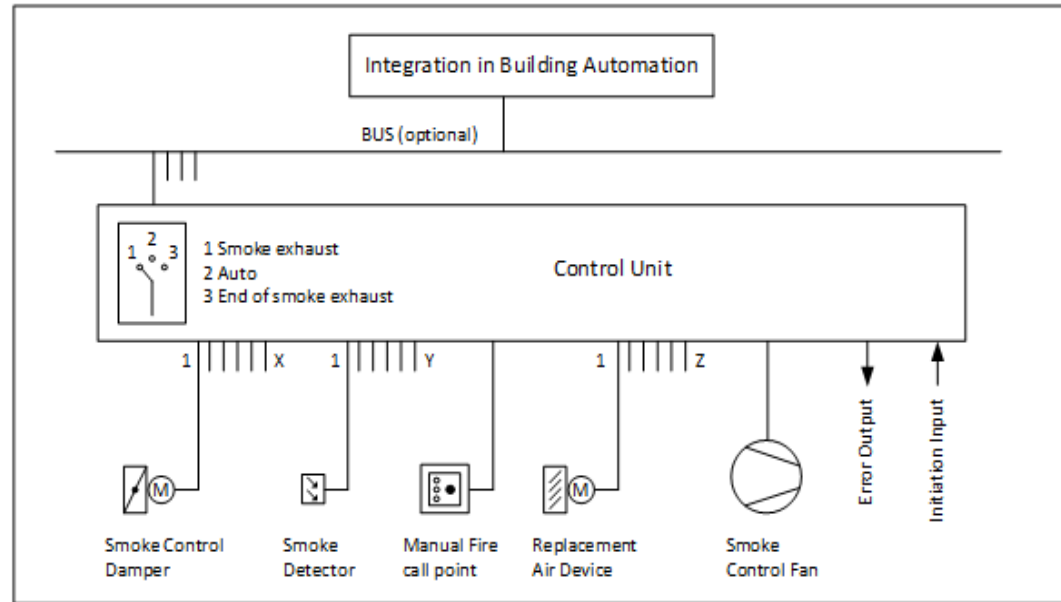 Integration in Building Automation
BUS (optional)
2
1 3
1 Smoke exhaust
2 Auto
3 End of smoke exhaust
Control Unit
1 X 1 Y 1 Z
Error Output
Initiation Input
M M
Smoke Control
Damper
Smoke
Detector
Manual Fire
call point
Replacement
Air Device
Smoke
Control Fan